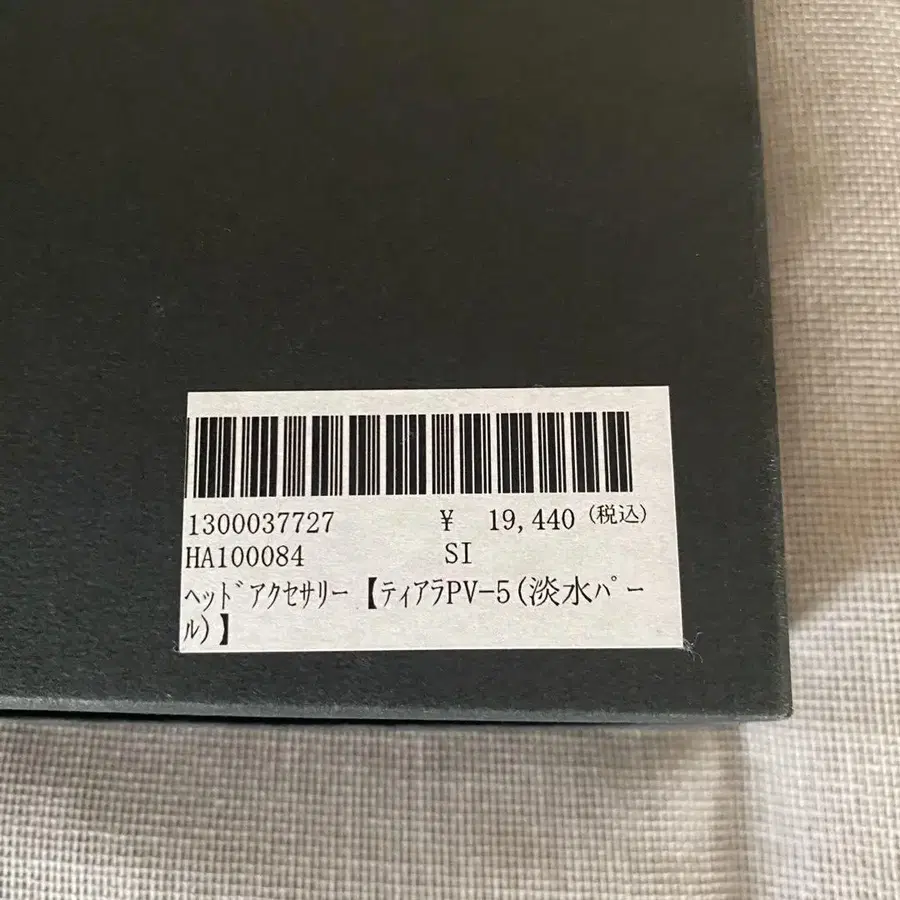 1300037727 ¥ 19,440 (税込)
HA100084 SI
ﾍｯﾄﾞｱｸｾｻﾘｰ【ﾃｨｱﾗPV-5(淡水ﾊﾟｰ
ﾙ)】